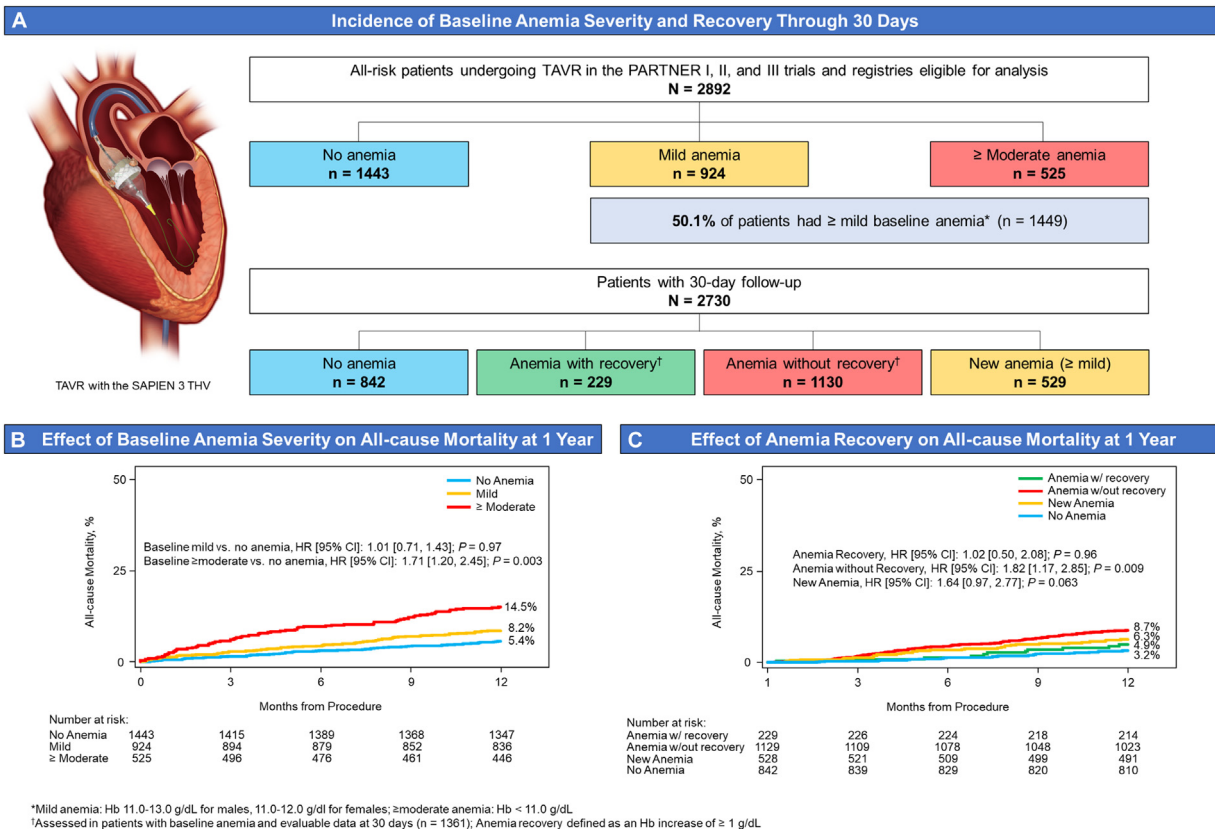 A Incidence of Baseline Anemia Severity and Recovery Through 30 Days
All-risk patients undergoing TAVR in the PARTNER I, II, and III trials and registries eligible for analysis
N = 2892
No anemia
n = 1443
Mild anemia
n = 924
≥ Moderate anemia
n = 525
50.1% of patients had ≥ mild baseline anemia* (n = 1449)
Patients with 30-day follow-up
N = 2730
No anemia
n = 842
Anemia with recovery†
n = 229
Anemia without recovery†
n = 1130
New anemia (≥ mild)
n = 529
TAVR with the SAPIEN 3 THV
B Effect of Baseline Anemia Severity on All-cause Mortality at 1 Year
50
25
0
All-cause Mortality, %
No Anemia
Mild
≥ Moderate
Baseline mild vs. no anemia, HR [95% CI]: 1.01 [0.71, 1.43]; P = 0.97
Baseline ≥moderate vs. no anemia, HR [95% CI]: 1.71 [1.20, 2.45]; P = 0.003
14.5%
8.2%
5.4%
0 3 6 9 12
Months from Procedure
Number at risk:
No Anemia 1443 1415 1389 1368 1347
Mild 924 894 879 852 836
≥ Moderate 525 496 476 461 446
C Effect of Anemia Recovery on All-cause Mortality at 1 Year
50
25
0
All-cause Mortality, %
Anemia w/ recovery
Anemia w/out recovery
New Anemia
No Anemia
Anemia Recovery, HR [95% CI]: 1.02 [0.50, 2.08]; P = 0.96
Anemia without Recovery, HR [95% CI]: 1.82 [1.17, 2.85]; P = 0.009
New Anemia, HR [95% CI]: 1.64 [0.97, 2.77]; P = 0.063
8.7%
6.3%
4.9%
3.2%
1 3 6 9 12
Months from Procedure
Number at risk:
Anemia w/ recovery 229 226 224 218 214
Anemia w/out recovery 1129 1109 1078 1048 1023
New Anemia 528 521 509 499 491
No Anemia 842 839 829 820 810
*Mild anemia: Hb 11.0-13.0 g/dL for males, 11.0-12.0 g/dl for females; ≥moderate anemia: Hb < 11.0 g/dL
†Assessed in patients with baseline anemia and evaluable data at 30 days (n = 1361); Anemia recovery defined as an Hb increase of ≥ 1 g/dL